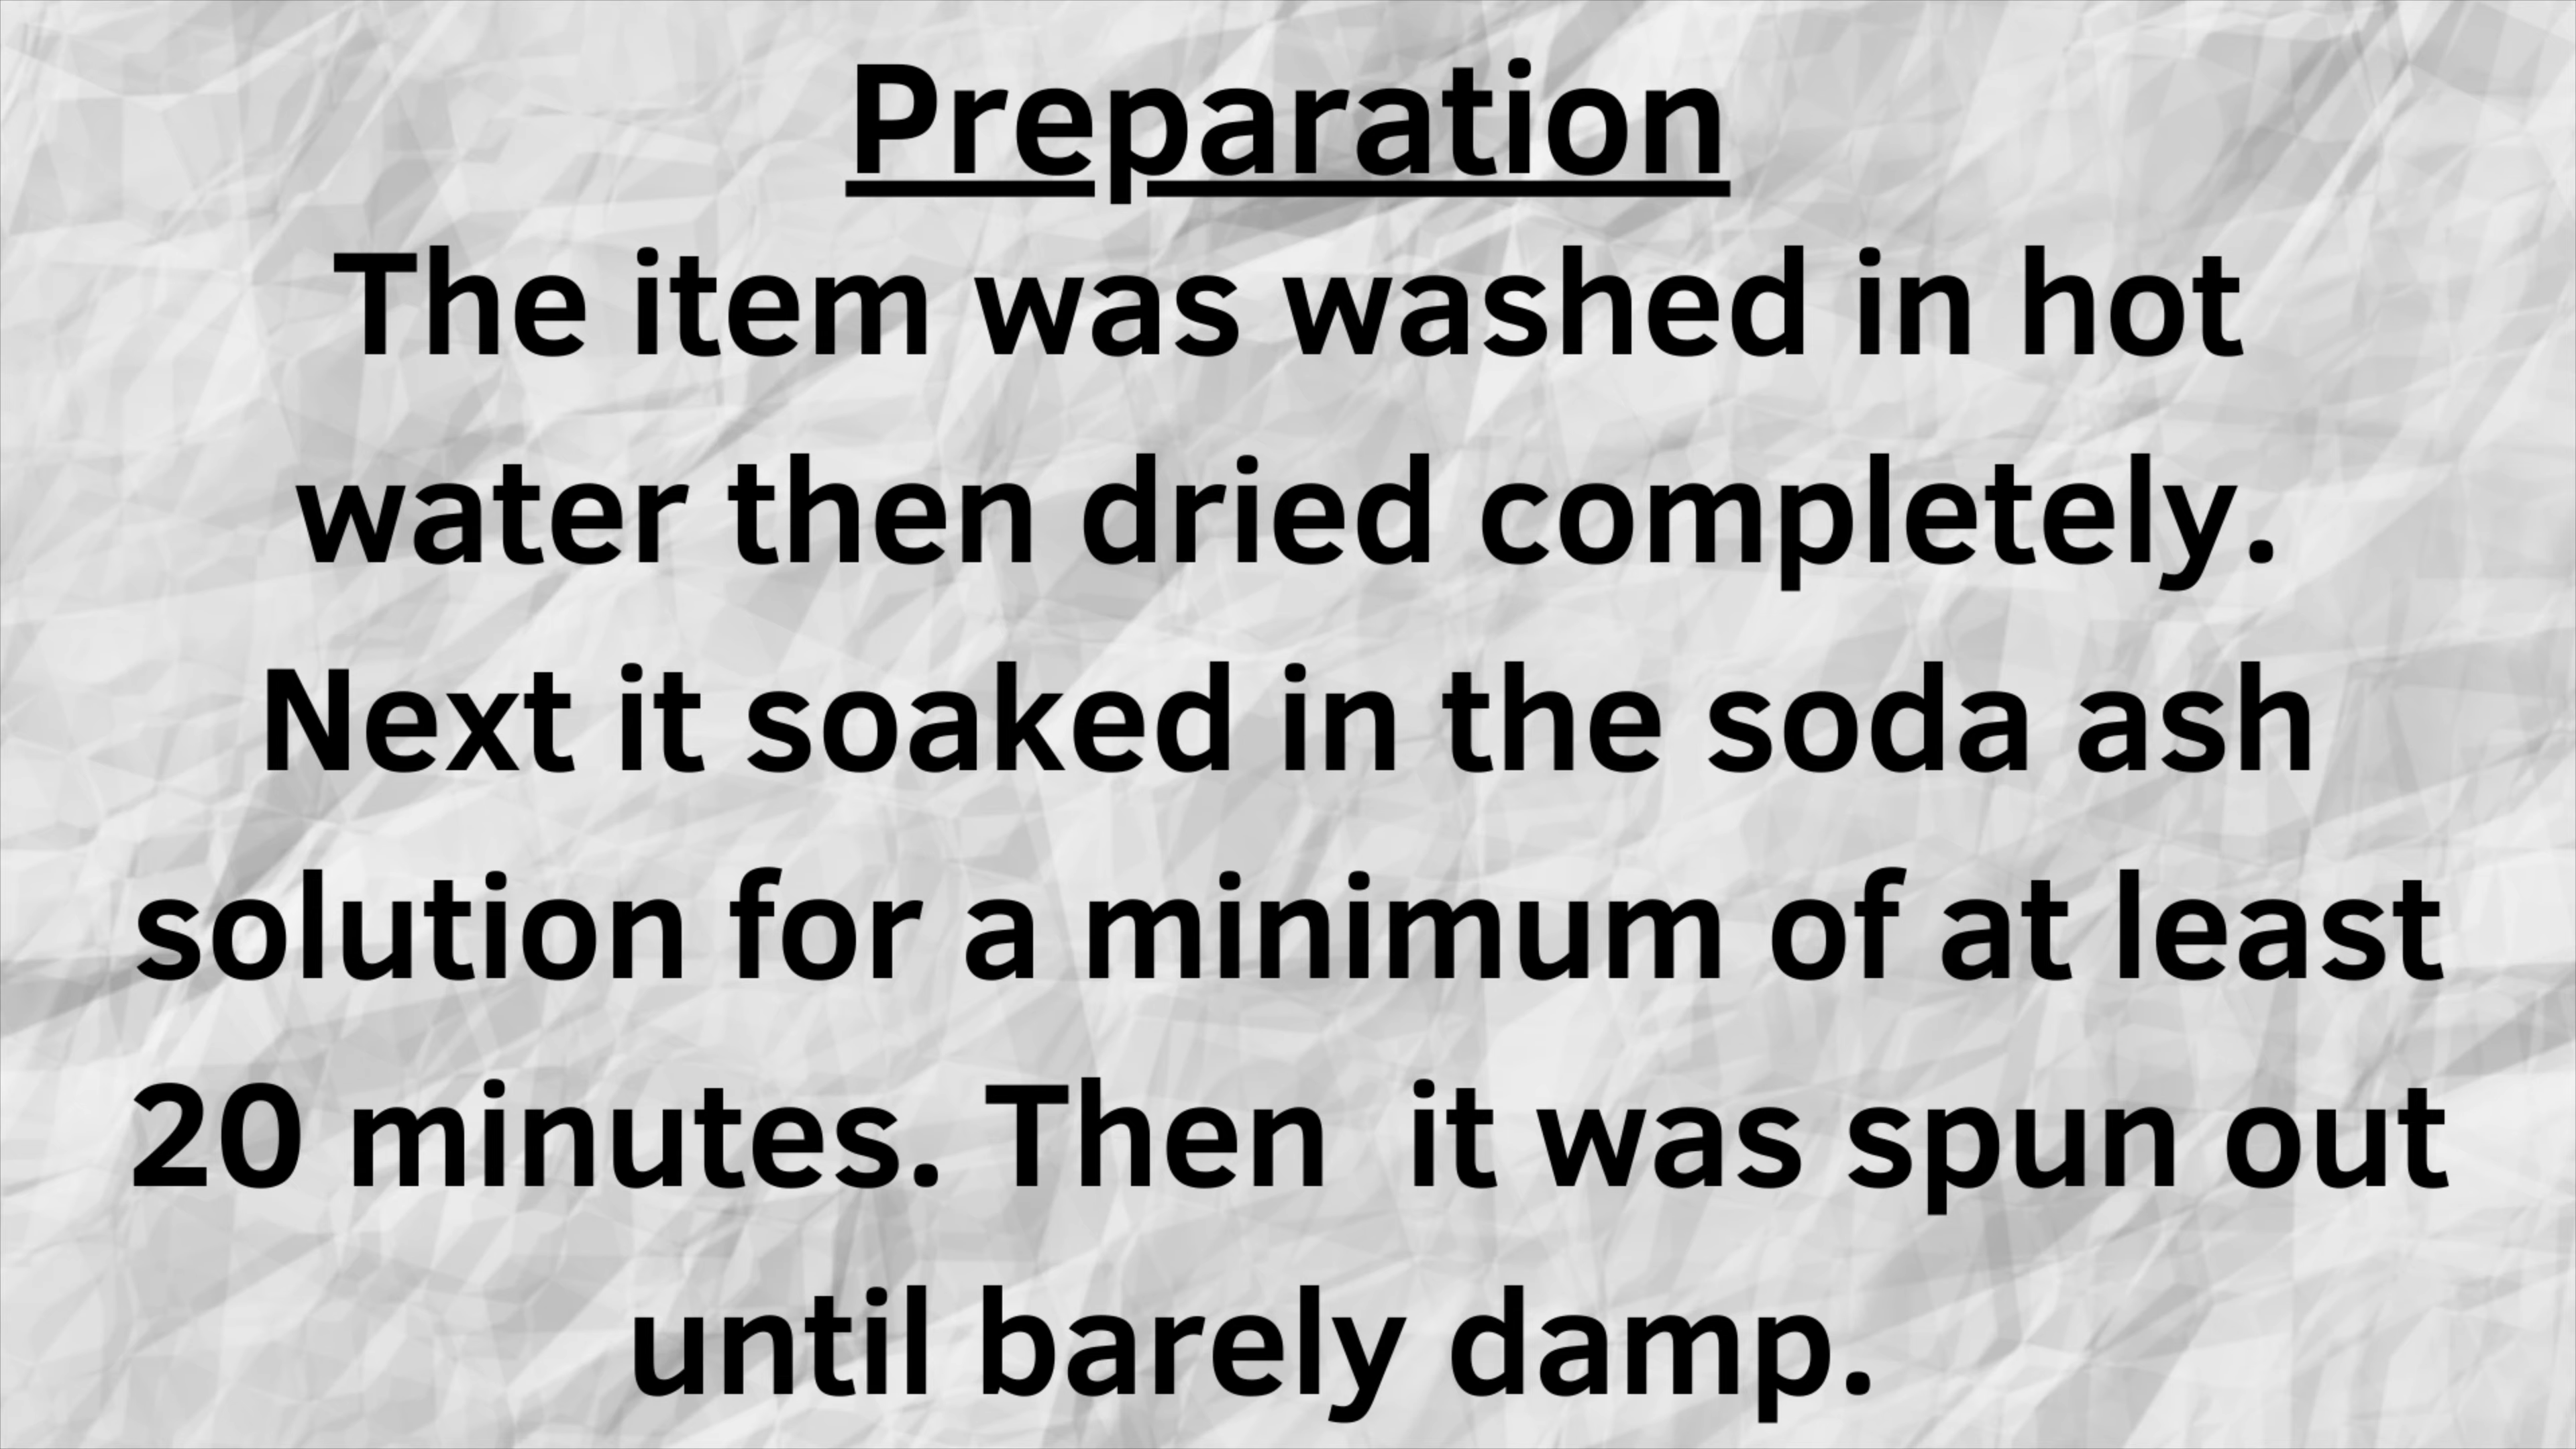 Preparation
The item was washed in hot
water then dried completely.
Next it soaked in the soda ash
solution for a minimum of at least
20 minutes. Then  it was spun out
until barely damp.